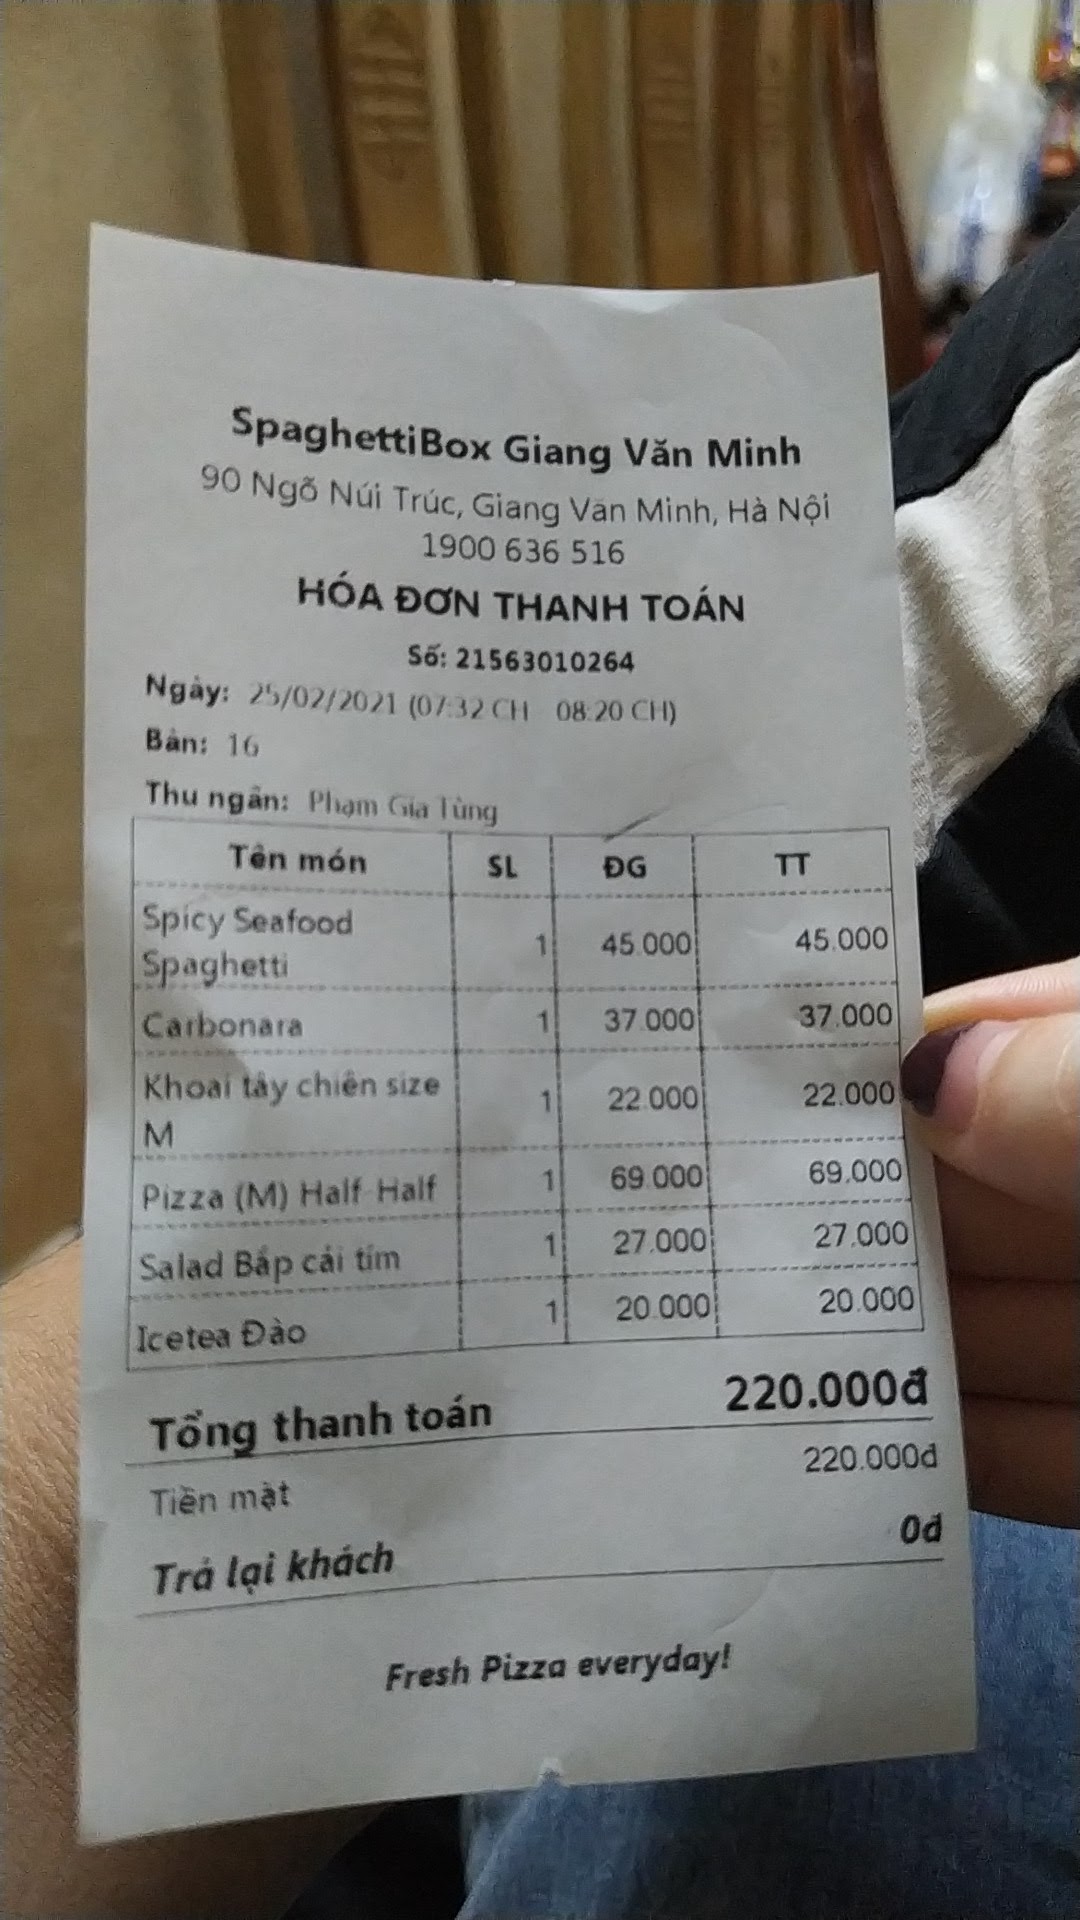 SpaghettiBox Giang Văn Minh
90 Ngõ Núi Trúc, Giang Văn Minh, Hà Nội
1900 636 516
HÓA ĐƠN THANH TOÁN
Số: 21563010264
Ngày: 25/02/2021 (07:32 CH 08:20 CH)
Bàn: 16
Thu ngân: Phạm Gia Tùng
Tên món SL ĐG TT
Spicy Seafood
Spaghetti 1 45.000 45.000
Carbonara 1 37.000 37.000
Khoai tây chiên size
M 1 22.000 22.000
Pizza (M) Half-Half 1 69.000 69.000
Salad Bắp cải tím 1 27.000 27.000
Icetea Đào 1 20.000 20.000
Tổng thanh toán 220.000đ
Tiền mặt 220.000đ
Trả lại khách 0đ
Fresh Pizza everyday!